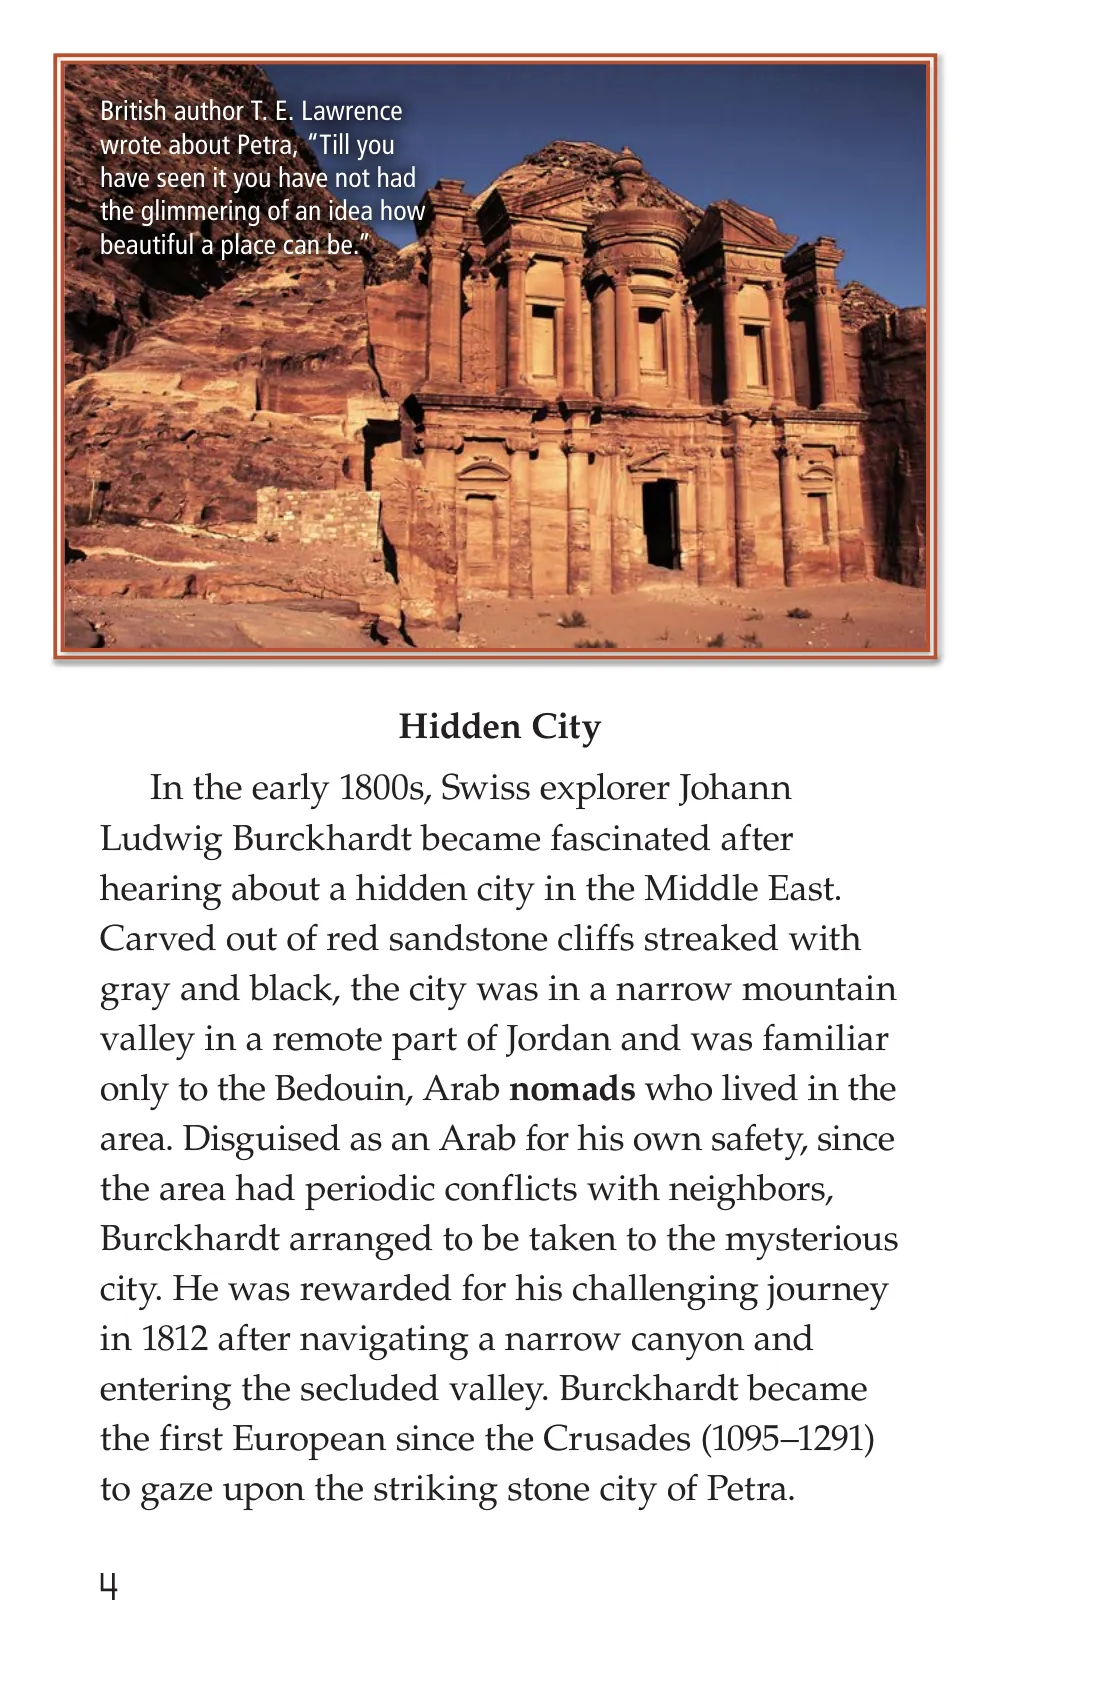 British author T. E. Lawrence
wrote about Petra, “Till you
have seen it you have not had
the glimmering of an idea how
beautiful a place can be.”
Hidden City
In the early 1800s, Swiss explorer Johann
Ludwig Burckhardt became fascinated after
hearing about a hidden city in the Middle East.
Carved out of red sandstone cliffs streaked with
gray and black, the city was in a narrow mountain
valley in a remote part of Jordan and was familiar
only to the Bedouin, Arab nomads who lived in the
area. Disguised as an Arab for his own safety, since
the area had periodic conflicts with neighbors,
Burckhardt arranged to be taken to the mysterious
city. He was rewarded for his challenging journey
in 1812 after navigating a narrow canyon and
entering the secluded valley. Burckhardt became
the first European since the Crusades (1095–1291)
to gaze upon the striking stone city of Petra.
4